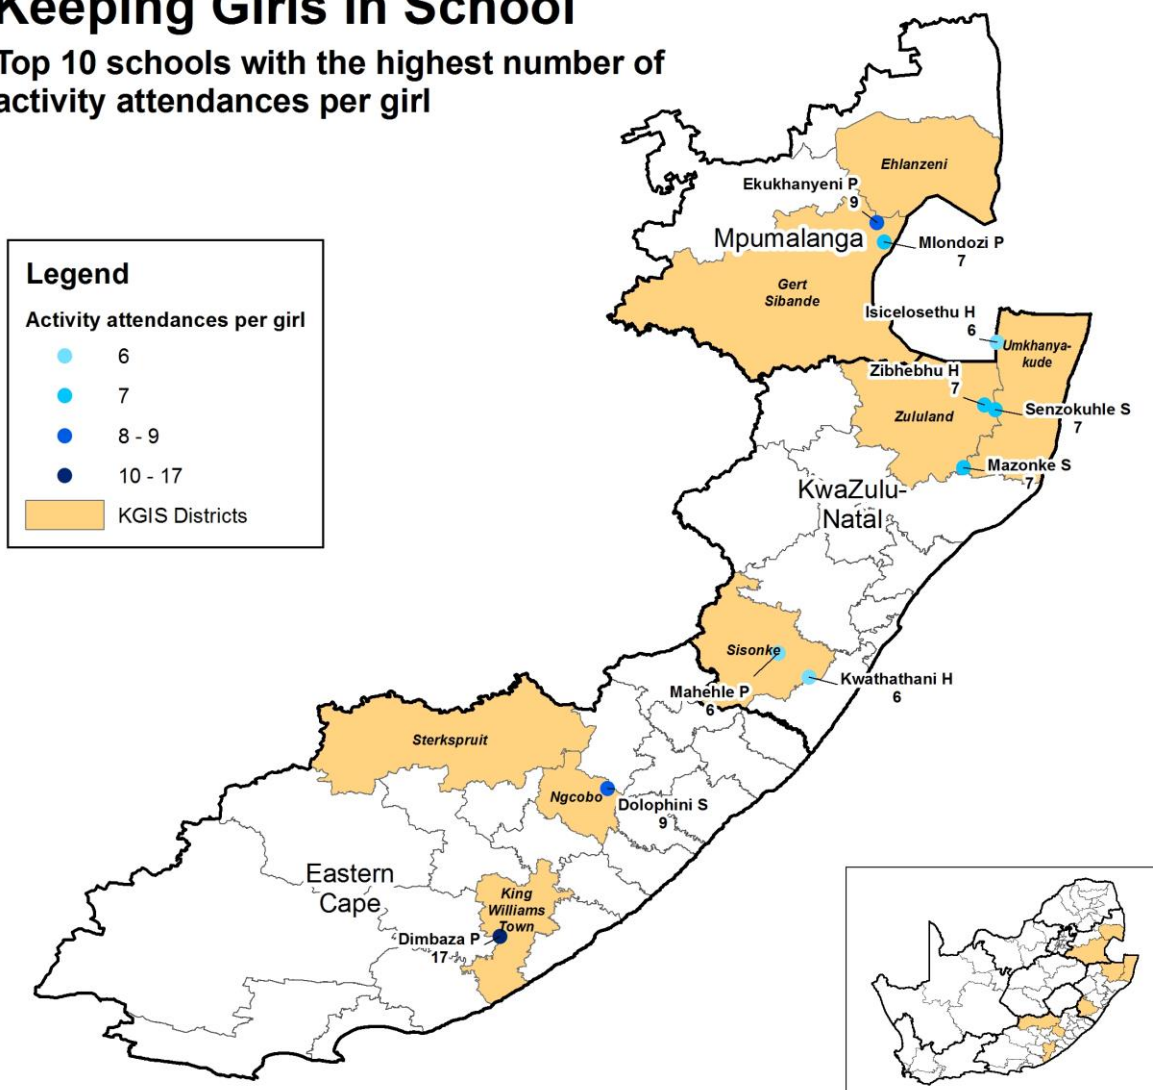 Keeping Girls in School
Top 10 schools with the highest number of
activity attendances per girl
Legend
Activity attendances per girl
6
7
8 - 9
10 - 17
KGIS Districts
Ehlanzeni
Ekukhanyeni P
9
Mpumalanga
Mlondozi P
7
Gert
Sibande
Isicelosethu H
6
Umkhanya-
kude
Zibhebhu H
7
Zululand
Senzokuhle S
7
Mazonke S
7
KwaZulu-
Natal
Sisonke
Mahehle P
6
Kwathathani H
6
Sterkspruit
Ngcobo
Dolophini S
9
Eastern
Cape
King
Williams
Town
Dimbaza P
17